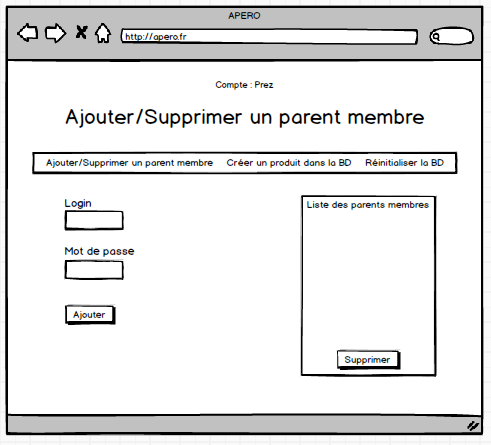 APERO
http://apero.fr
Compte : Prez
Ajouter/Supprimer un parent membre
Ajouter/Supprimer un parent membre Créer un produit dans la BD Réinitialiser la BD
Login
Liste des parents membres
Mot de passe
Ajouter
Supprimer